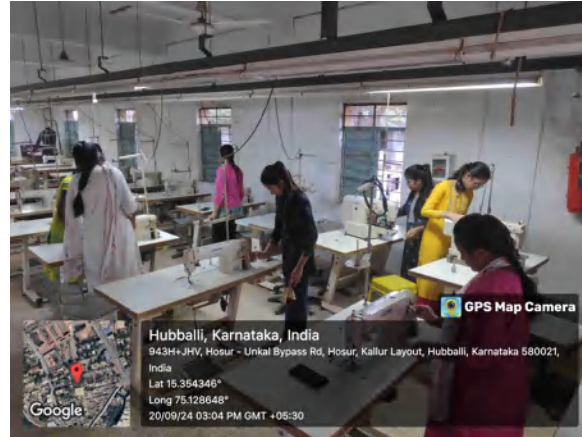 GPS Map Camera
Hubballi, Karnataka, India
943H+JHV, Hosur - Unkal Bypass Rd, Hosur, Kallur Layout, Hubballi, Karnataka 580021,
India
Lat 15.354346°
Long 75.128648°
20/09/24 03:04 PM GMT +05:30
Google